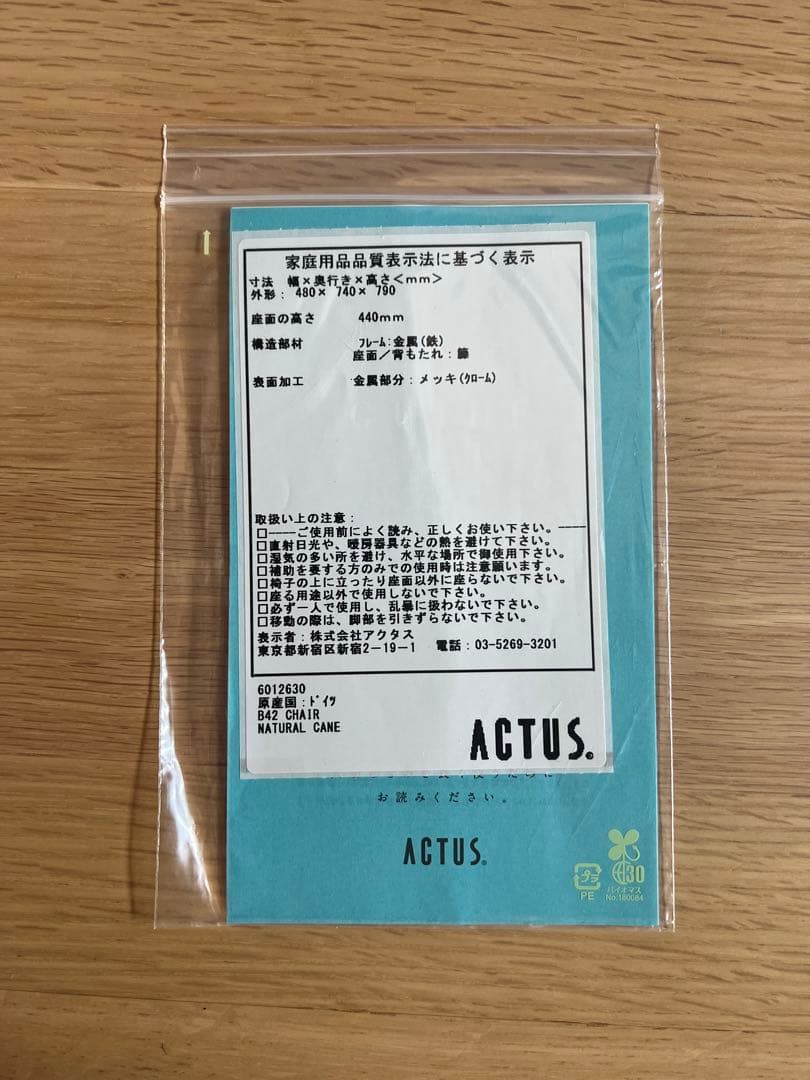 家庭用品品質表示法に基づく表示
寸法 幅×奥行き×高さ<mm>
外形: 480× 740× 790
座面の高さ 440mm
構造部材 ﾌﾚｰﾑ:金属(鉄)
座面/背もたれ:籐
表面加工 金属部分:メッキ(ｸﾛｰﾑ)
取扱い上の注意:
□-----ご使用前によく読み、正しくお使い下さい。-----
□直射日光や、暖房器具などの熱を避けて下さい。
□湿気の多い所を避け、水平な場所で御使用下さい。
□補助を要する方のみでの使用時は注意願います。
□椅子の上に立ったり座面以外に座らないで下さい。
□座る用途以外で使用しないで下さい。
□必ず一人で使用し、乱暴に扱わないで下さい。
□移動の際は、脚部を引きずらないで下さい。
表示者:株式会社アクタス
東京都新宿区新宿2-19-1 電話:03-5269-3201
6012630
原産国:ﾄﾞｲﾂ
B42 CHAIR
NATURAL CANE
ACTUS®
お読みください。
ACTUS®
プラ
PE
30
バイオマス
No.180084